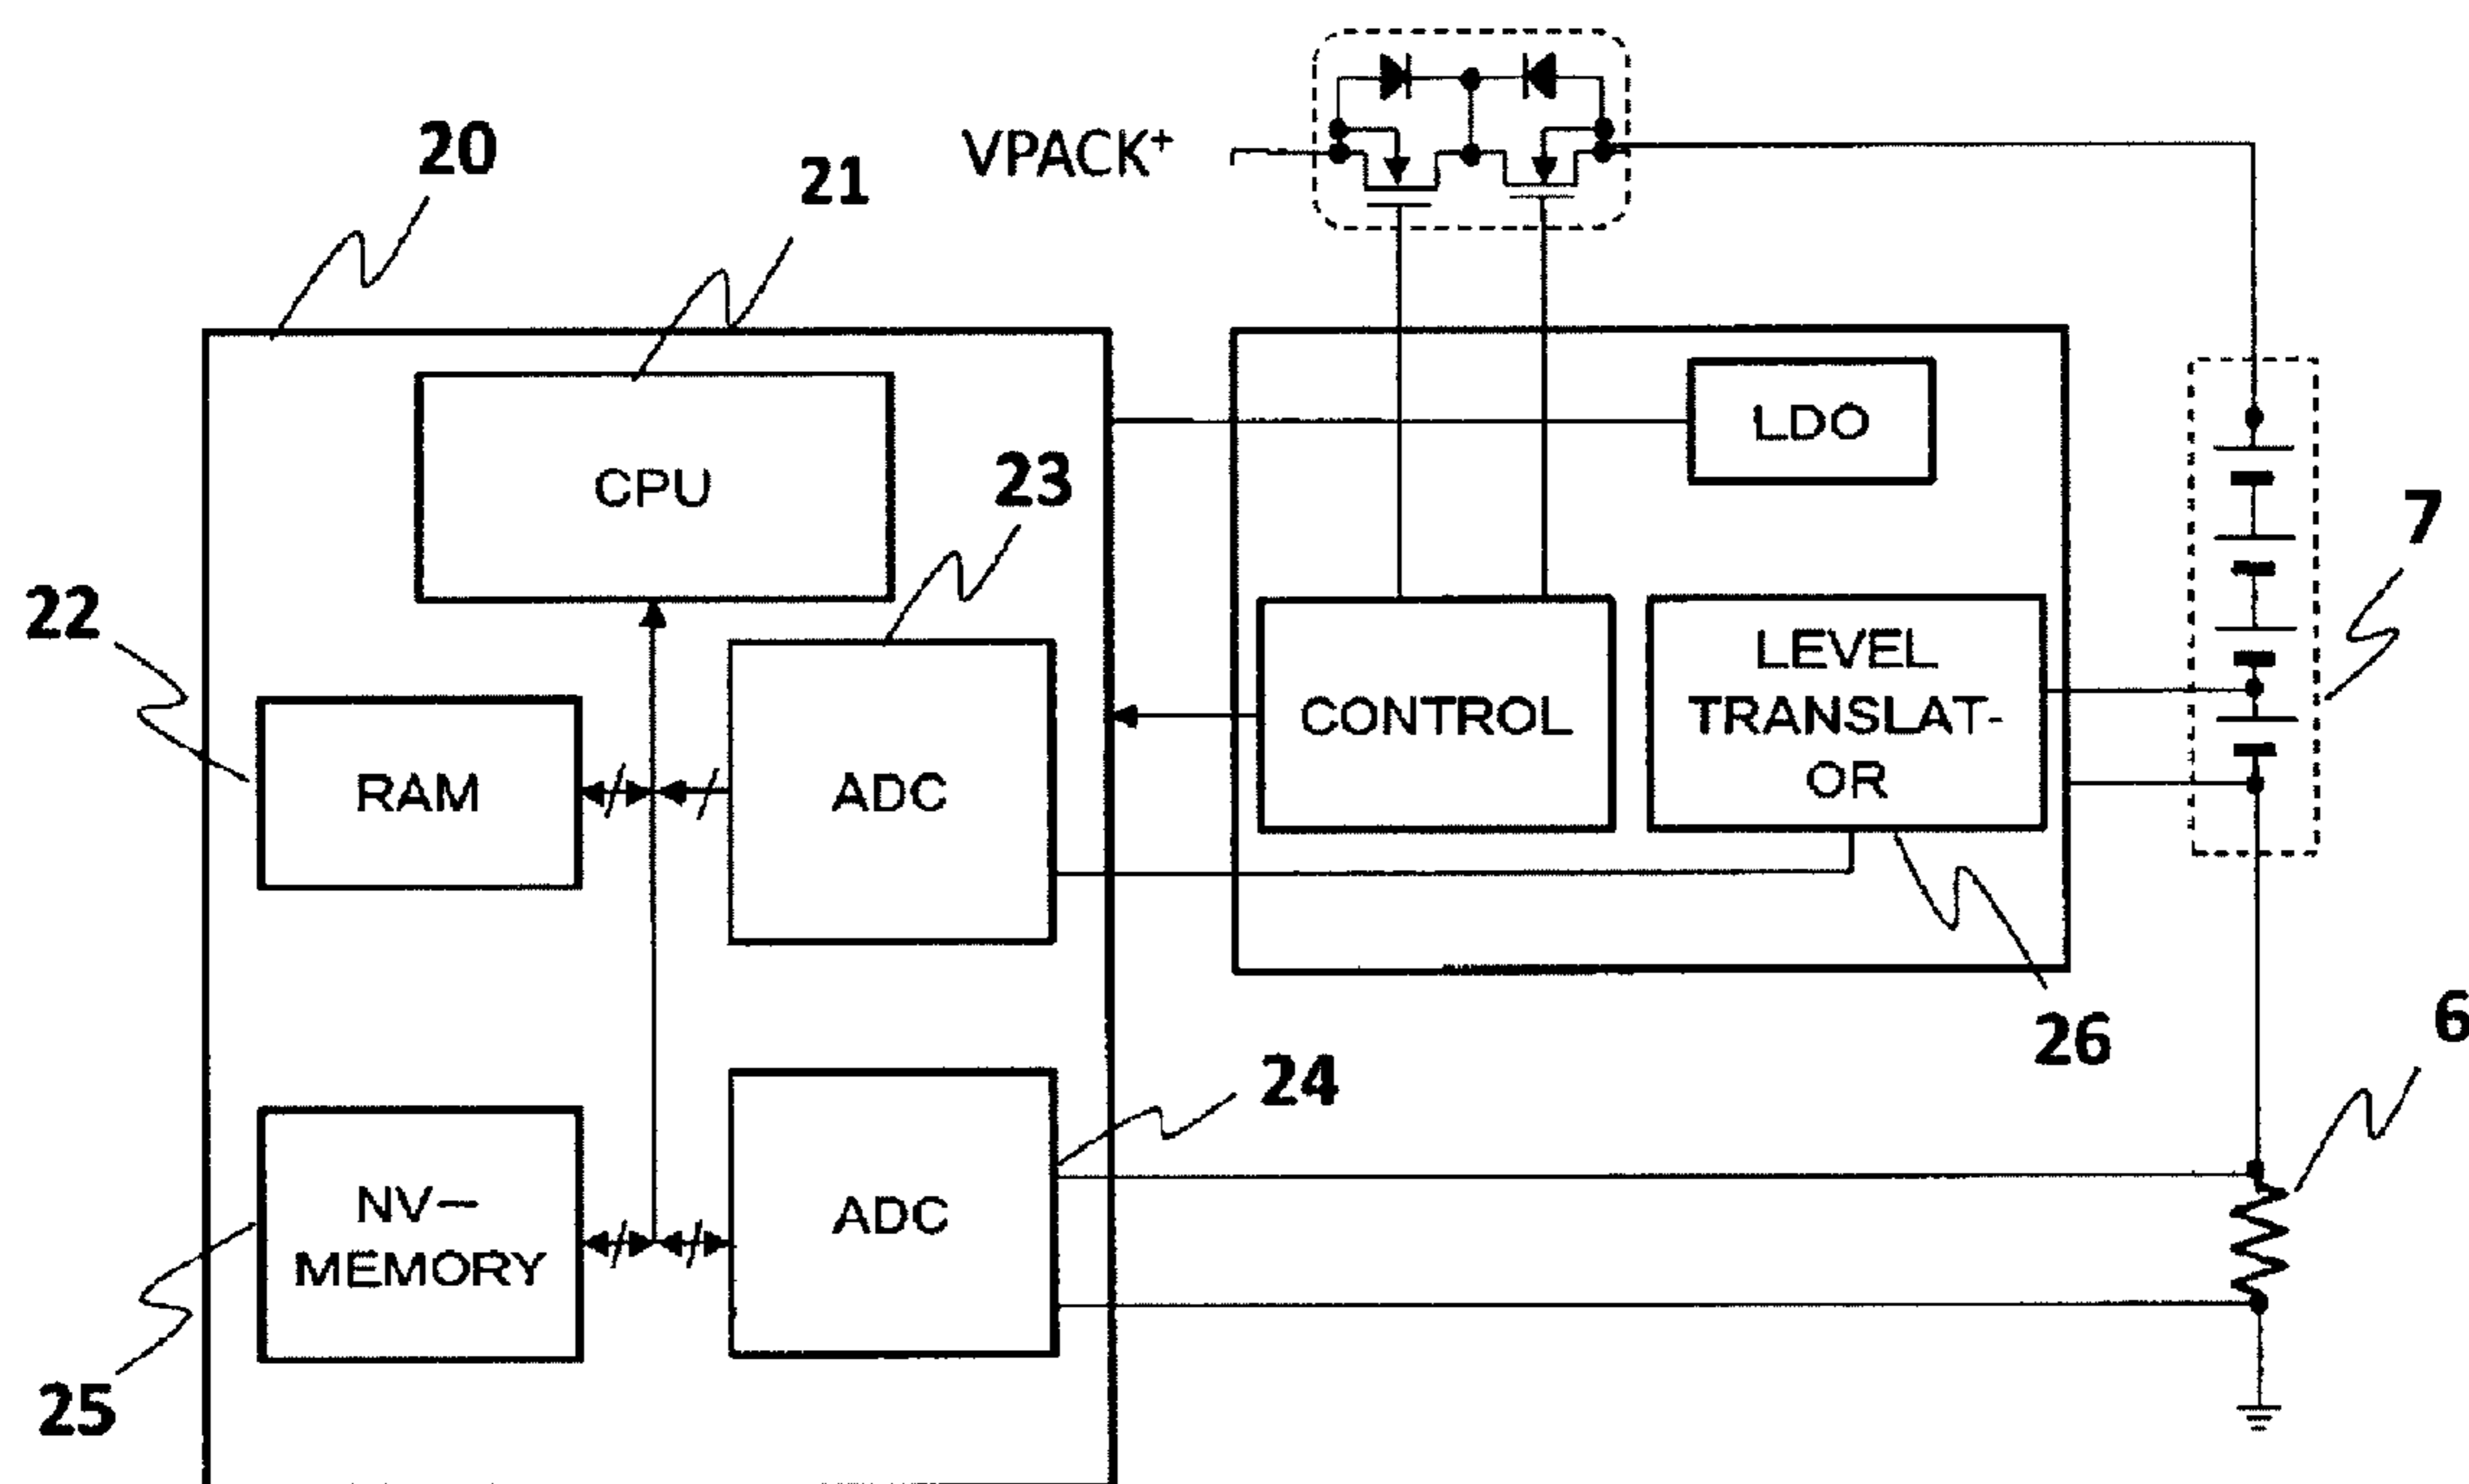 20
21
VPACK+
CPU
23
LDO
7
22
RAM
ADC
CONTROL
LEVEL
TRANSLAT-
OR
26
6
24
NV—
MEMORY
ADC
25